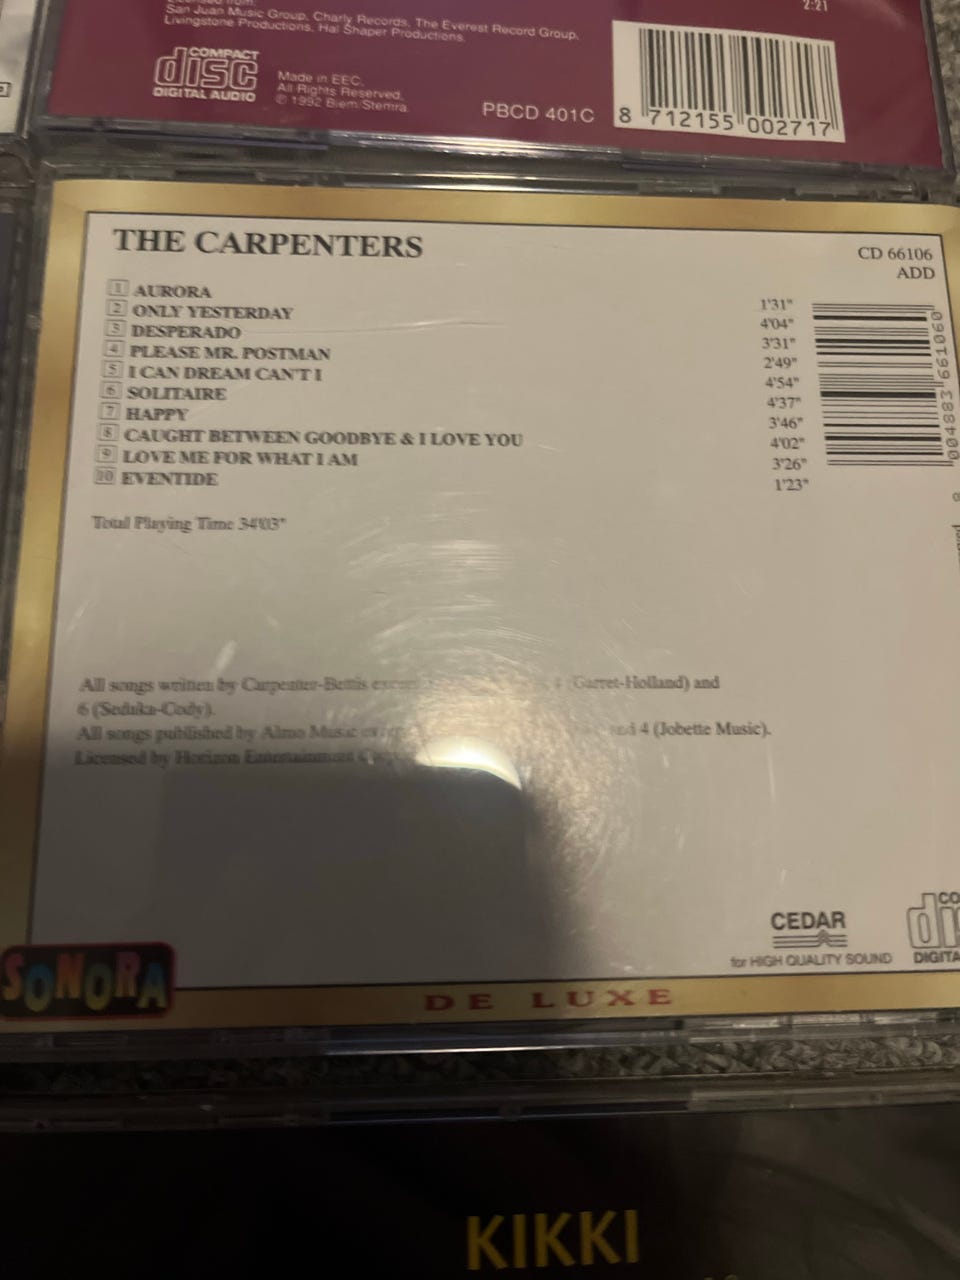 2:21
San Juan Music Group, Charly Records, The Everest Record Group,
Livingstone Productions, Hal Shaper Productions.
COMPACT
disc
DIGITAL AUDIO
Made in EEC.
All Rights Reserved.
© 1992 Biem/Stemra.
PBCD 401C
8 712155 002717
THE CARPENTERS
CD 66106
ADD
1 AURORA 1'31"
2 ONLY YESTERDAY 4'04"
3 DESPERADO 3'31"
4 PLEASE MR. POSTMAN 2'49"
5 I CAN DREAM CAN'T I 4'54"
6 SOLITAIRE 4'37"
7 HAPPY 3'46"
8 CAUGHT BETWEEN GOODBYE & I LOVE YOU 4'02"
9 LOVE ME FOR WHAT I AM 3'26"
10 EVENTIDE 1'23"
004883 661060
Total Playing Time 34'03"
All songs written by Carpenter-Bettis 4 (Garret-Holland) and
6 (Seduka-Cody).
All songs published by Almo Music and 4 (Jobette Music).
Licensed by Horizon Entertainment
CEDAR
for HIGH QUALITY SOUND
SONORA
DE LUXE
KIKKI